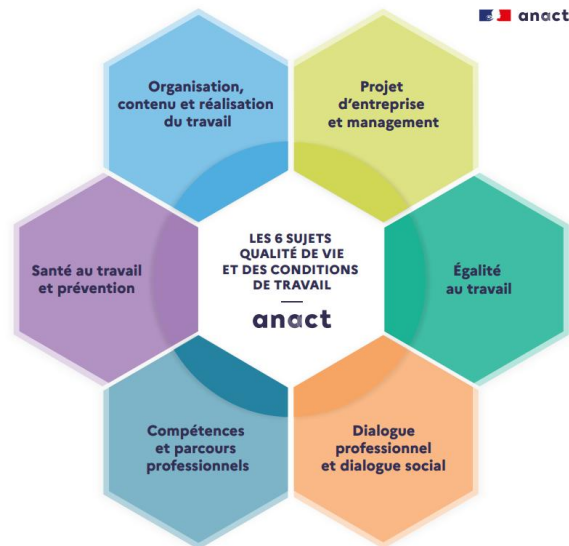 anact
Organisation,
contenu et réalisation
du travail
Projet
d'entreprise
et management
Santé au travail
et prévention
LES 6 SUJETS
QUALITÉ DE VIE
ET DES CONDITIONS
DE TRAVAIL
anact
Égalité
au travail
Compétences
et parcours
professionnels
Dialogue
professionnel
et dialogue social